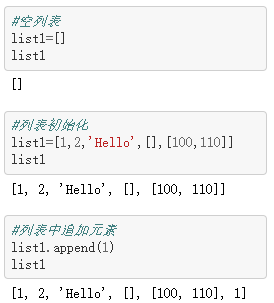 #空列表
list1=[]
list1
[]
#列表初始化
list1=[1,2,'Hello',[],[100,110]]
list1
[1, 2, 'Hello', [], [100, 110]]
#列表中追加元素
list1.append(1)
list1
[1, 2, 'Hello', [], [100, 110], 1]